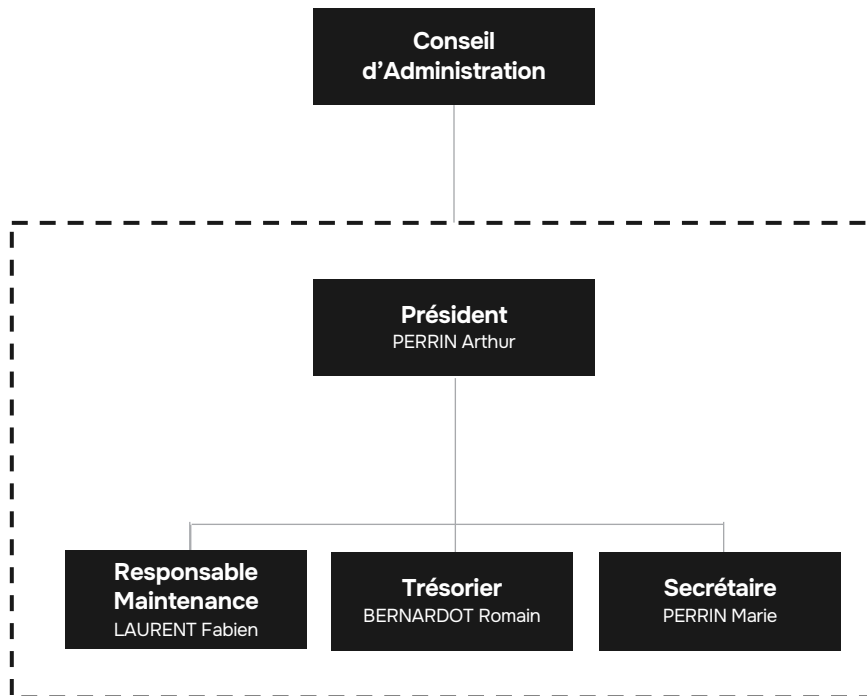 Conseil
d’Administration
Président
PERRIN Arthur
Responsable
Maintenance
LAURENT Fabien
Trésorier
BERNARDOT Romain
Secrétaire
PERRIN Marie